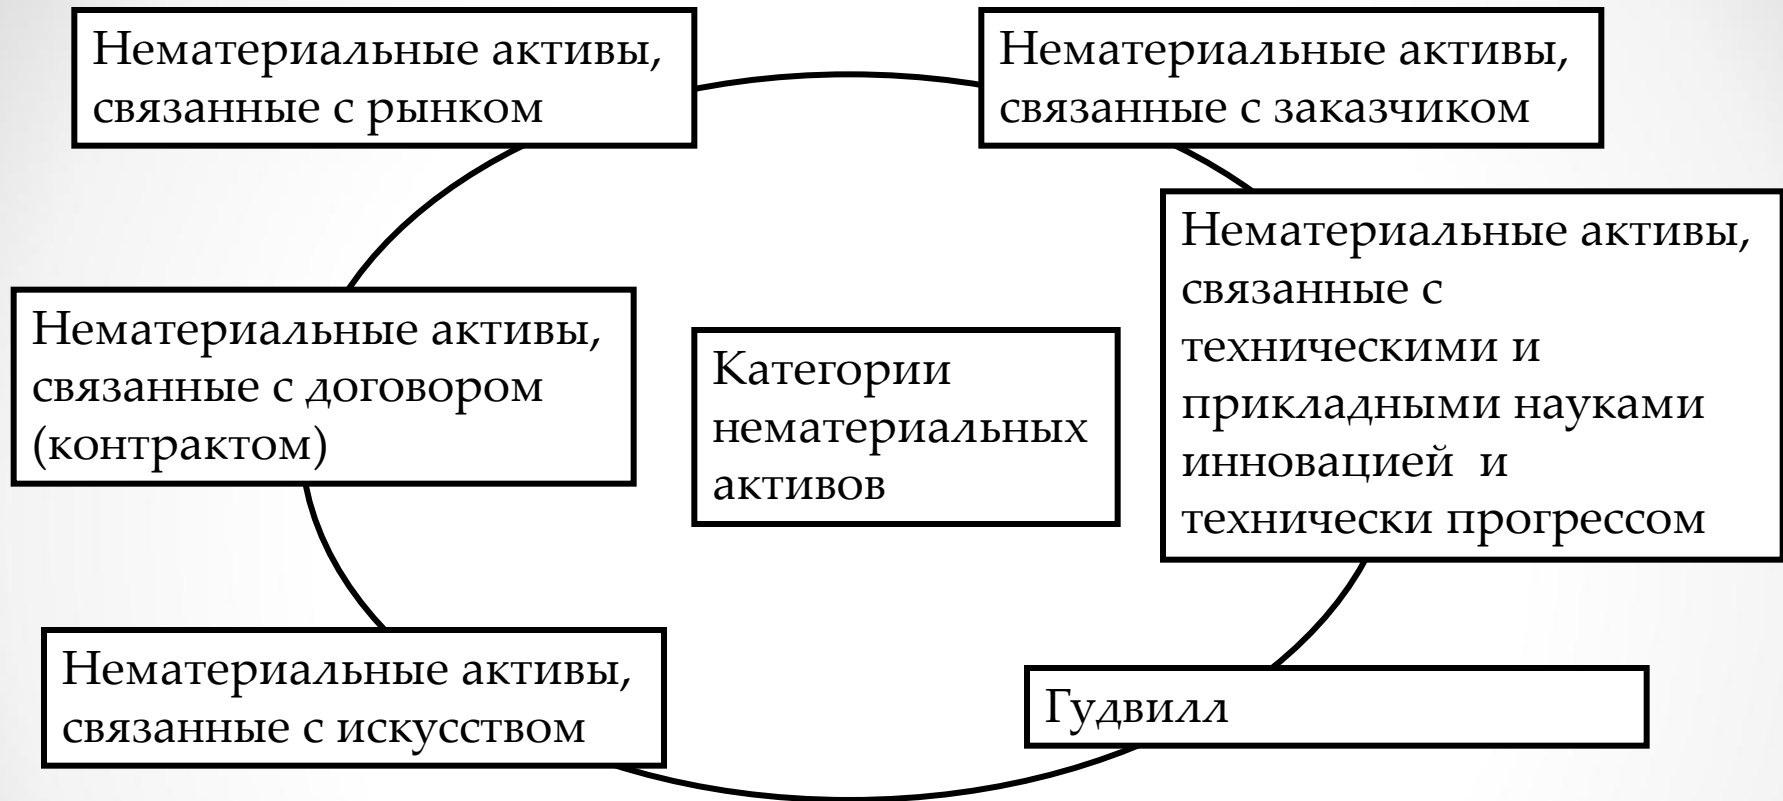 Нематериальные активы,
связанные с рынком
Нематериальные активы,
связанные с заказчиком
Нематериальные активы,
связанные с
техническими и
прикладными науками
инновацией  и
технически прогрессом
Нематериальные активы,
связанные с договором
(контрактом)
Категории
нематериальных
активов
Нематериальные активы,
связанные с искусством
Гудвилл